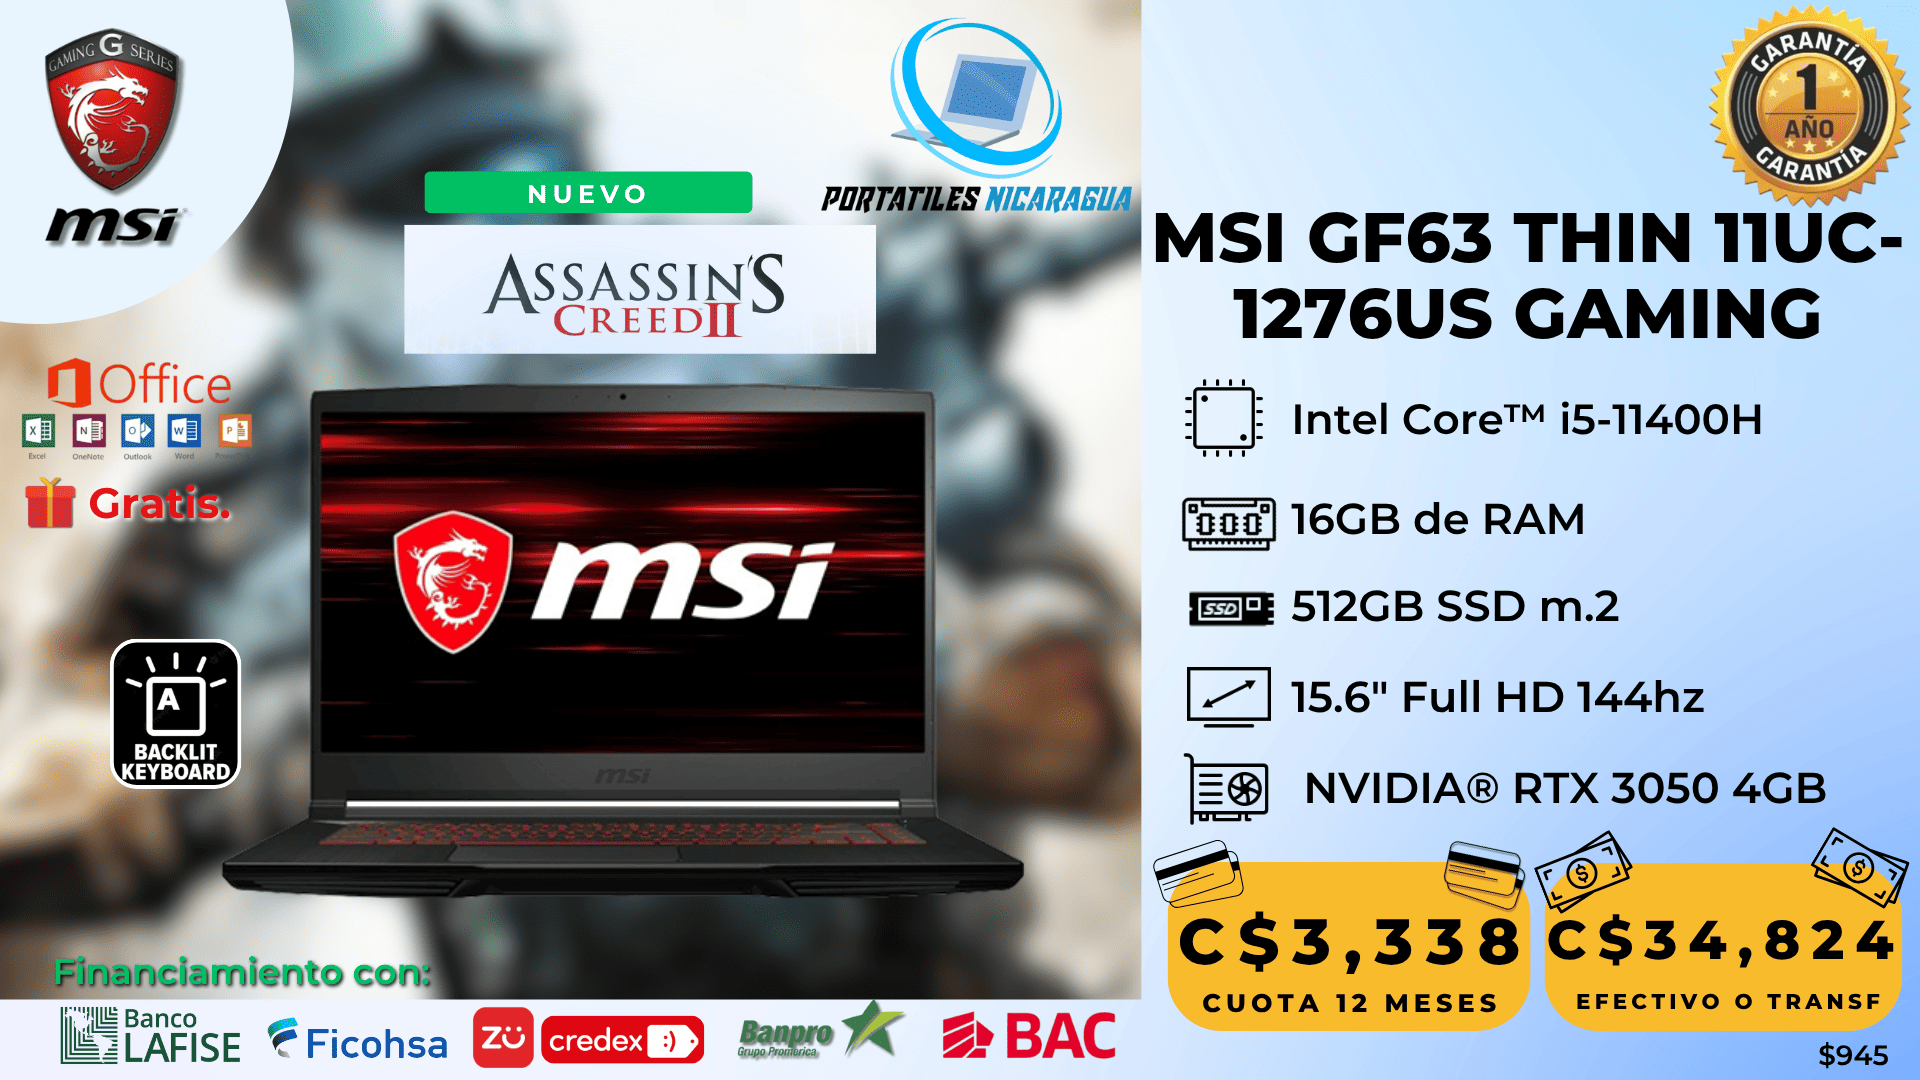 GAMING G SERIES
msi
NUEVO
ASSASSIN'S
CREED II
PORTATILES NICARAGUA
GARANTÍA
1
AÑO
GARANTÍA
MSI GF63 THIN 11UC-
1276US GAMING
Office
Excel OneNote Outlook Word
Gratis.
msi
msi
A
BACKLIT
KEYBOARD
Intel Core™ i5-11400H
16GB de RAM
SSD
512GB SSD m.2
15.6" Full HD 144hz
NVIDIA® RTX 3050 4GB
C$3,338
CUOTA 12 MESES
C$34,824
EFECTIVO O TRANSF
$945
Financiamiento con:
Banco
LAFISE
Ficohsa
zü
credex :)
Banpro
Grupo Promerica
BAC